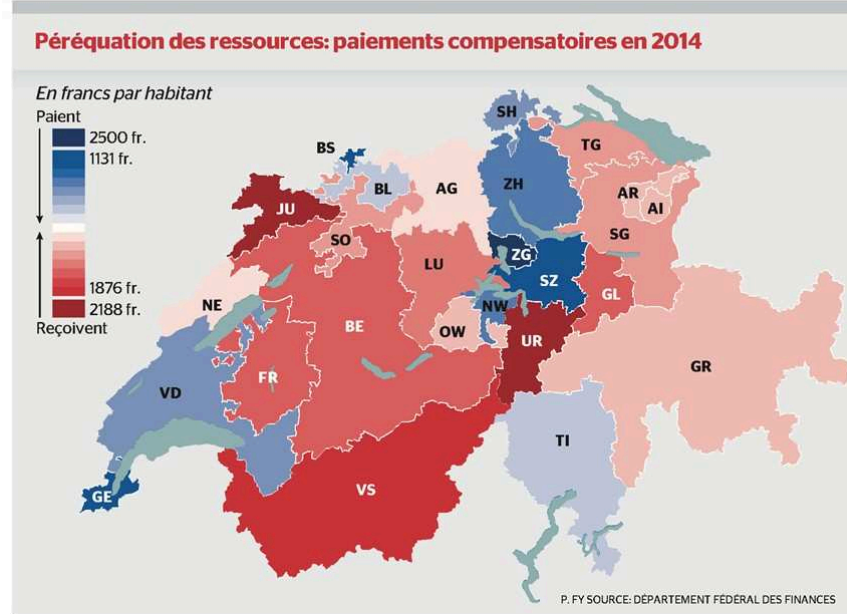 Péréquation des ressources: paiements compensatoires en 2014
En francs par habitant
Paient
2500 fr.
1131 fr.
1876 fr.
2188 fr.
Reçoivent
SH
BS
TG
BL
AG
ZH
AR
AI
JU
SO
SG
ZG
LU
SZ
NE
NW
GL
BE
OW
UR
GR
FR
VD
TI
VS
GE
P. FY SOURCE: DÉPARTEMENT FÉDÉRAL DES FINANCES